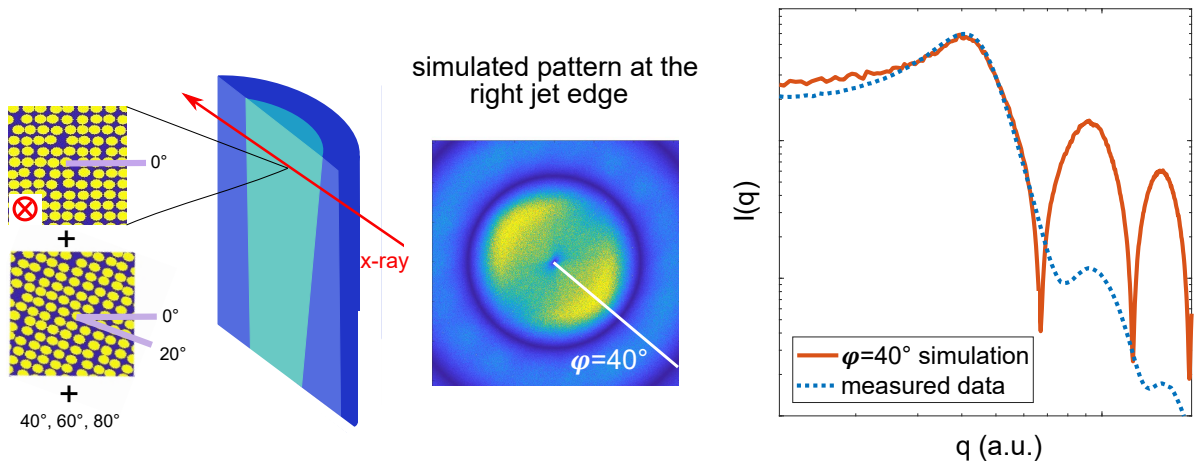 0°
+
0°
20°
+
40°, 60°, 80°
x-ray
simulated pattern at the
right jet edge
φ=40°
I(q)
φ=40° simulation
measured data
q (a.u.)